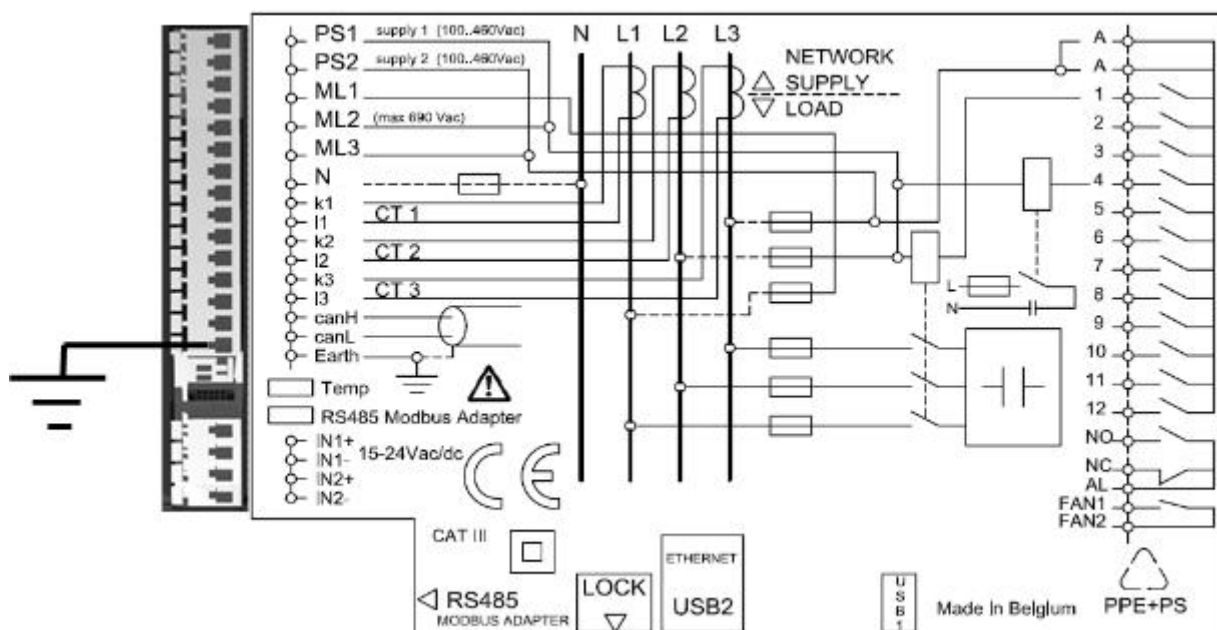 PS1 supply 1 (100..460Vac)
PS2 supply 2 (100..460Vac)
ML1
ML2 (max 690 Vac)
ML3
N
k1
l1 CT 1
k2
l2 CT 2
k3
l3 CT 3
canH
canL
Earth
Temp
RS485 Modbus Adapter
IN1+
IN1-
IN2+
IN2-
15-24Vac/dc
CE
CAT III
RS485
MODBUS ADAPTER
LOCK
ETHERNET
USB2
USB1
Made in Belgium
PPE+PS
N L1 L2 L3
NETWORK
SUPPLY
LOAD
L
N
A
A
1
2
3
4
5
6
7
8
9
10
11
12
NO
NC
AL
FAN1
FAN2